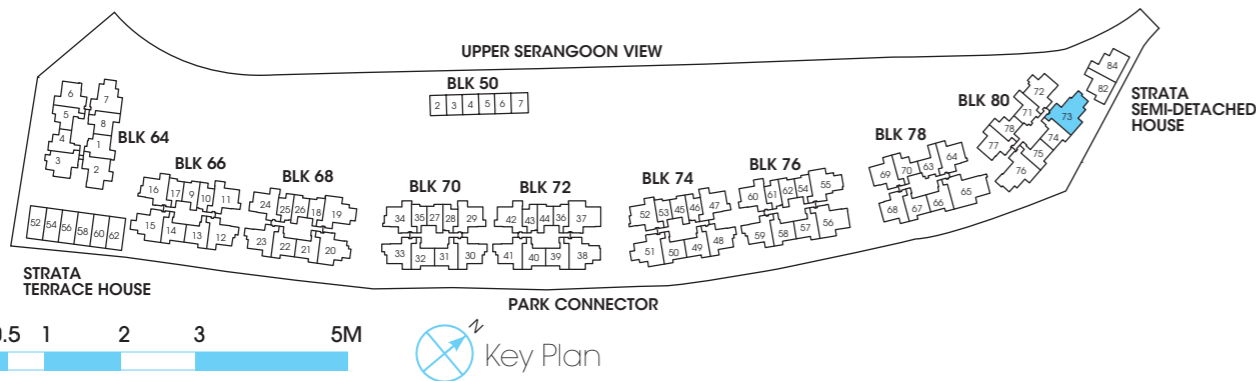 UPPER SERANGOON VIEW
BLK 50
2 3 4 5 6 7
84
82
STRATA
SEMI-DETACHED
HOUSE
BLK 80
72
71
73
78
74
77
75
76
6
7
5
8
BLK 64
4
1
3
2
BLK 78
69 70 63 64
68 67 66 65
BLK 66
16 17 9 10 11
15 14 13 12
BLK 68
24 25 26 18 19
23 22 21 20
BLK 70
34 35 27 28 29
33 32 31 30
BLK 72
42 43 44 36 37
41 40 39 38
BLK 74
52 53 45 46 47
51 50 49 48
BLK 76
60 61 62 54 55
59 58 57 56
52 54 56 58 60 62
STRATA
TERRACE HOUSE
PARK CONNECTOR
0.5 1 2 3 5M
N
Key Plan